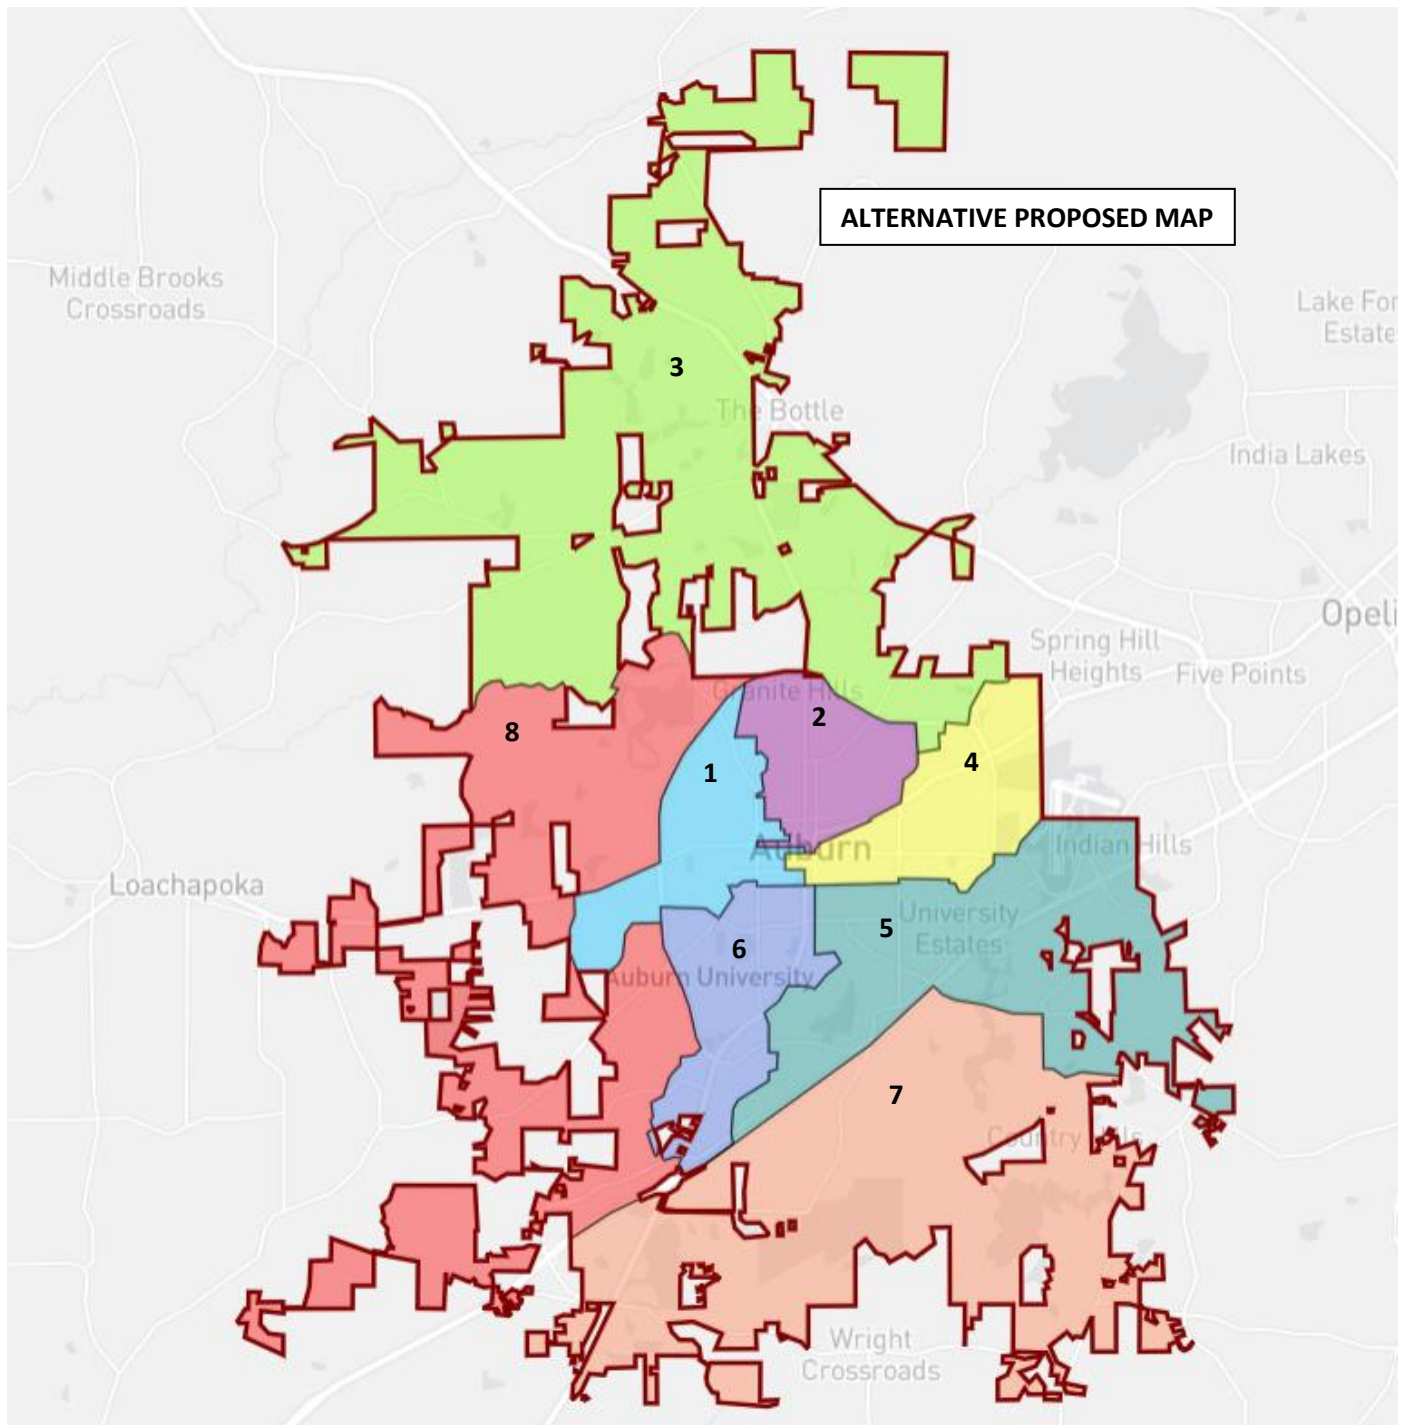 ALTERNATIVE PROPOSED MAP
Middle Brooks
Crossroads
Lake For
Estate
3
The Bottle
India Lakes
Opeli
Spring Hill
Heights
Five Points
Granite Hills
2
8
4
1
Auburn
Indian Hills
Loachapoka
University
Estates
5
6
Auburn University
7
Country Hills
Wright
Crossroads